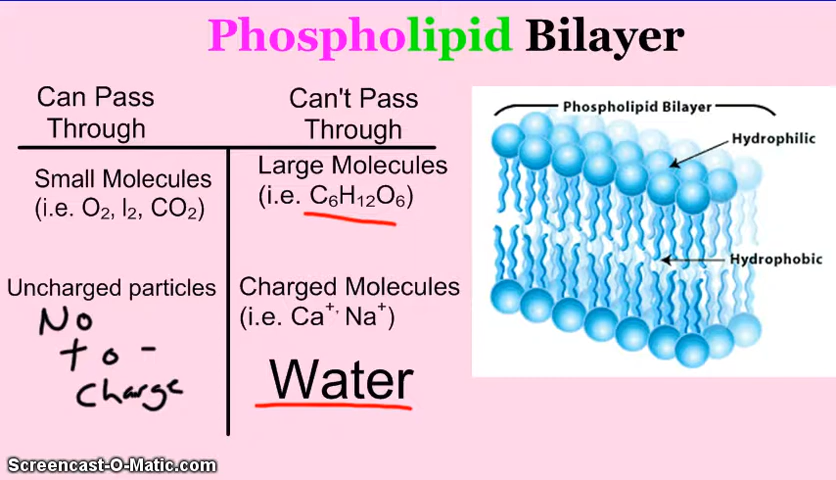 Phospholipid Bilayer
Can Pass
Through
Can't Pass
Through
Small Molecules
(i.e. O₂, I₂, CO₂)
Large Molecules
(i.e. C₆H₁₂O₆)
Uncharged particles
No
+ o -
charge
Charged Molecules
(i.e. Ca⁺, Na⁺)
Water
Phospholipid Bilayer
Hydrophilic
Hydrophobic
Screencast-O-Matic.com